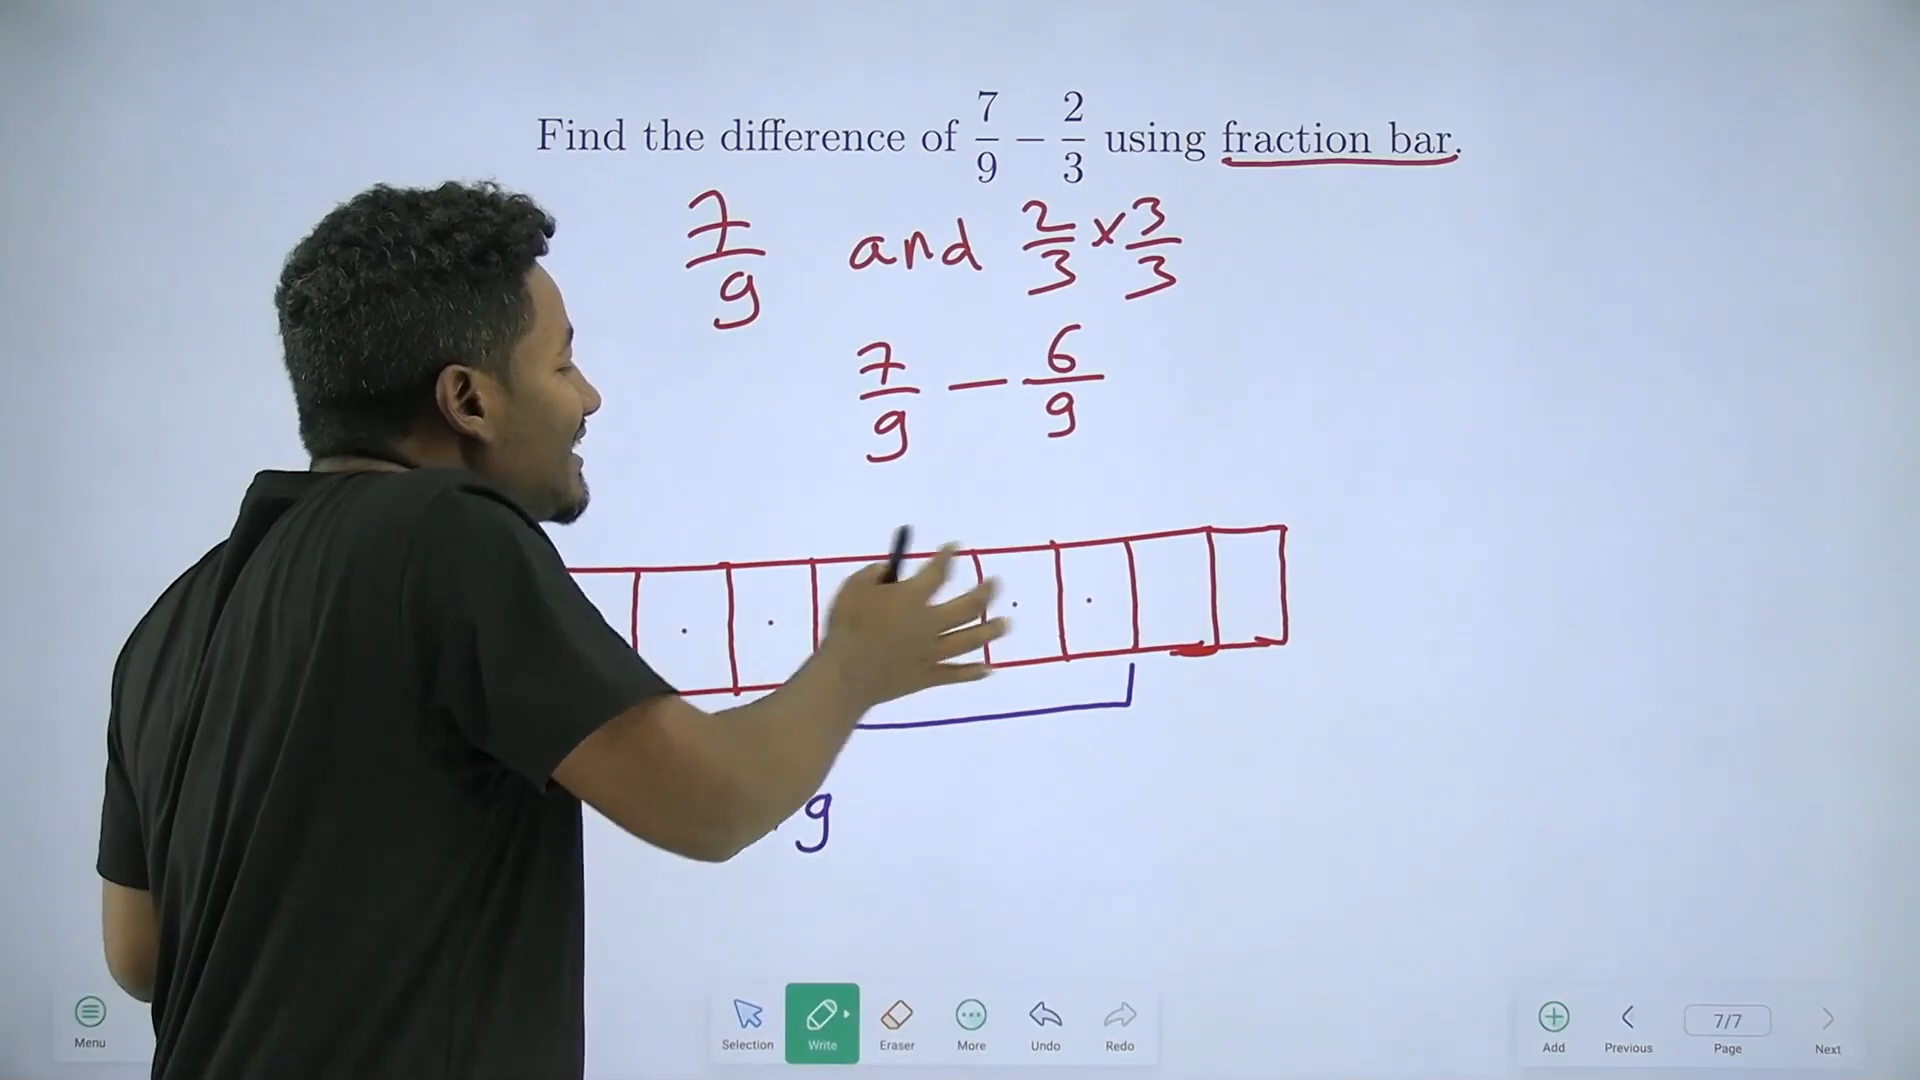 Find the difference of 7/9 − 2/3 using fraction bar.
7/9 and 2/3 × 3/3
7/9 − 6/9
9
Menu
Selection
Write
Eraser
More
Undo
Redo
Add
Previous
7/7
Page
Next